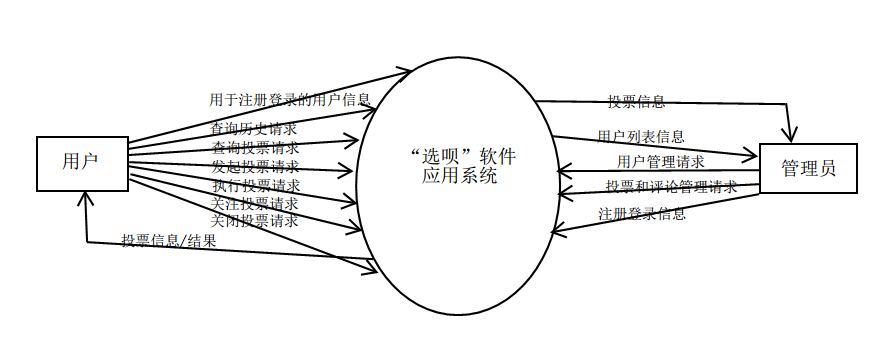 用于注册登录的用户信息
查询历史请求
查询投票请求
发起投票请求
执行投票请求
关注投票请求
关闭投票请求
投票信息/结果
用户
“选呗”软件
应用系统
投票信息
用户列表信息
用户管理请求
投票和评论管理请求
注册登录信息
管理员